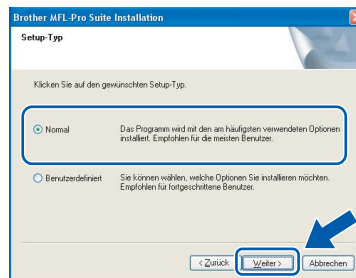 Brother MFL-Pro Suite Installation
Setup-Typ
Klicken Sie auf den gewünschten Setup-Typ.
Normal
Das Programm wird mit den am häufigsten verwendeten Optionen
installiert. Empfohlen für die meisten Benutzer.
Benutzerdefiniert
Sie können wählen, welche Optionen Sie installieren möchten.
Empfohlen für fortgeschrittene Benutzer.
< Zurück
Weiter >
Abbrechen